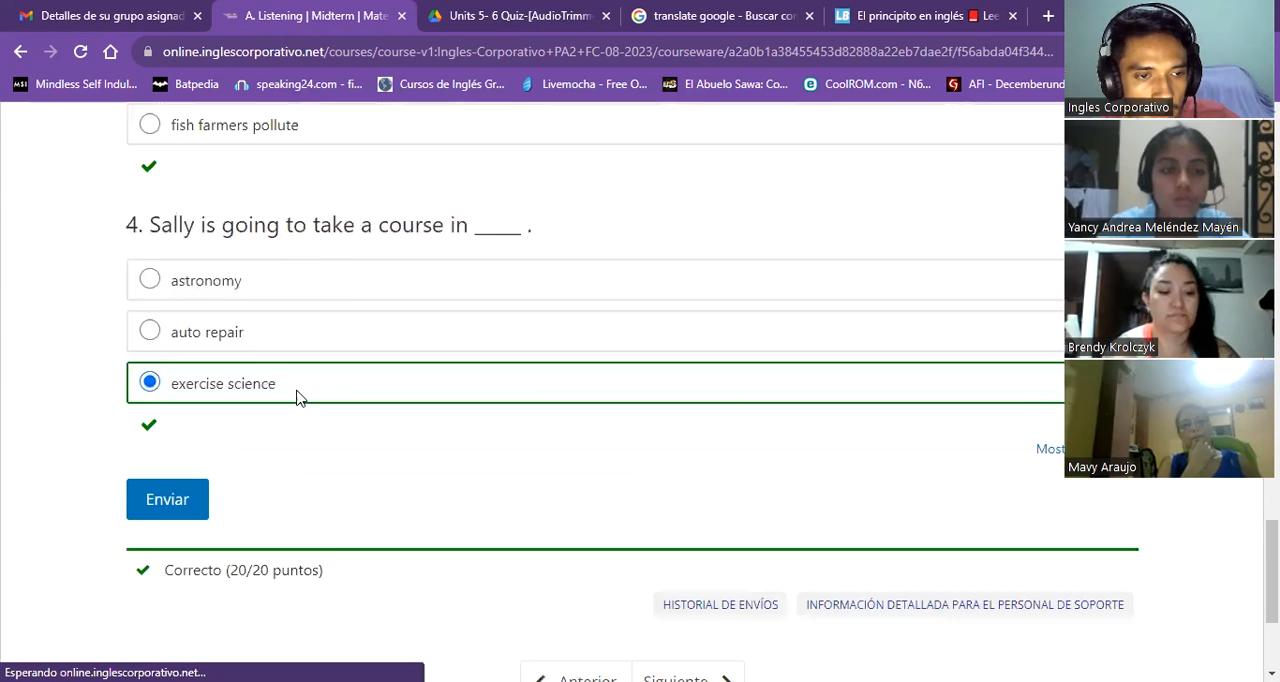 Detalles de su grupo asignad
A. Listening | Midterm | Mate
Units 5- 6 Quiz-[AudioTrimm
translate google - Buscar con
El principito en inglés 📕 Lee
online.inglescorporativo.net/courses/course-v1:Ingles-Corporativo+PA2+FC-08-2023/courseware/a2a0b1a38455453d82888a22eb7dae2f/f56abda04f344...
Mindless Self Indul...
Batpedia
speaking24.com - fi...
Cursos de Inglés Gr...
Livemocha - Free O...
El Abuelo Sawa: Co...
CoolROM.com - N6...
AFI - Decemberund
Ingles Corporativo
fish farmers pollute
4. Sally is going to take a course in _____ .
Yancy Andrea Meléndez Mayén
astronomy
auto repair
Brendy Krolczyk
exercise science
Most
Mavy Araujo
Enviar
Correcto (20/20 puntos)
HISTORIAL DE ENVÍOS
INFORMACIÓN DETALLADA PARA EL PERSONAL DE SOPORTE
Esperando online.inglescorporativo.net...
Anterior
Siguiente